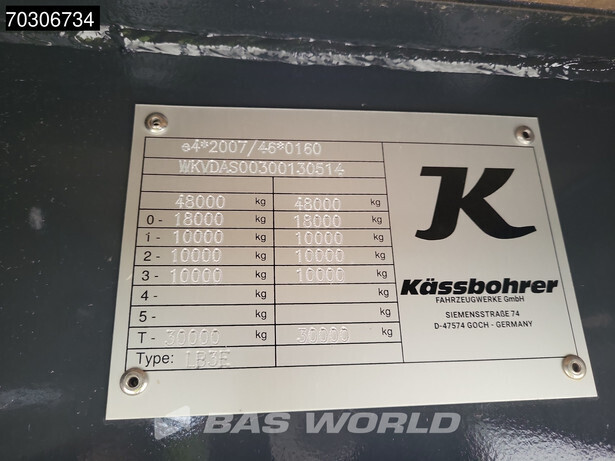 70306734
e4*2007/46*0160
WKVDAS00300130514
48000 kg 48000 kg
0 - 18000 kg 18000 kg
1 - 10000 kg 10000 kg
2 - 10000 kg 10000 kg
3 - 10000 kg 10000 kg
4 - kg kg
5 - kg kg
T - 30000 kg 30000 kg
Type: LB3E
K
Kässbohrer
FAHRZEUGWERKE GmbH
SIEMENSSTRAßE 74
D-47574 GOCH - GERMANY
BAS WORLD